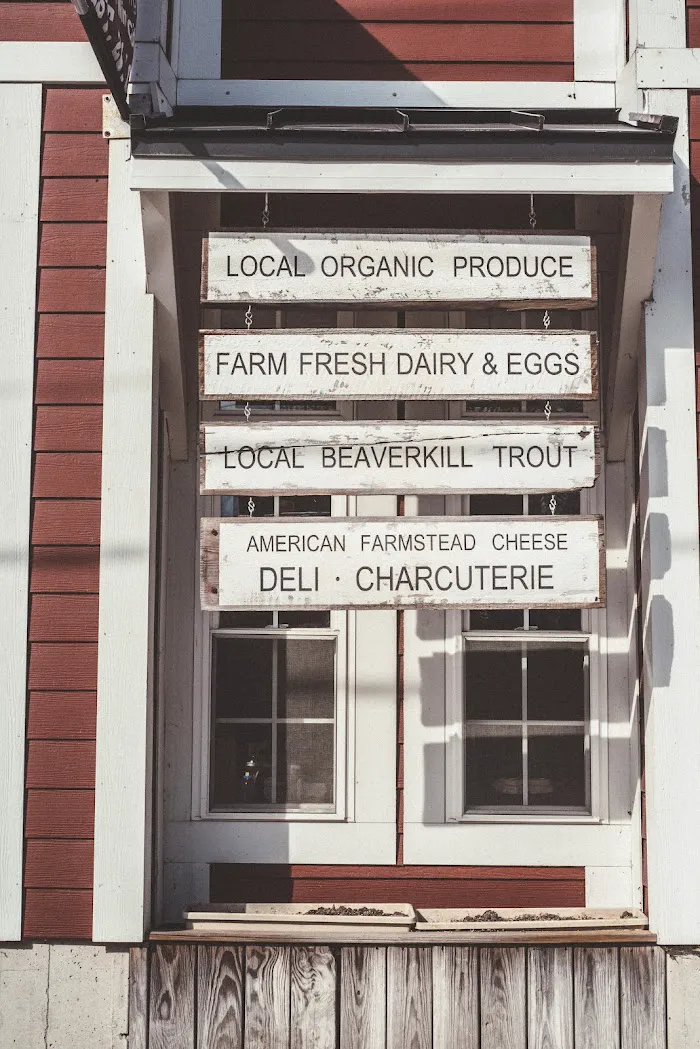 LOCAL ORGANIC PRODUCE
FARM FRESH DAIRY & EGGS
LOCAL BEAVERKILL TROUT
AMERICAN FARMSTEAD CHEESE
DELI · CHARCUTERIE